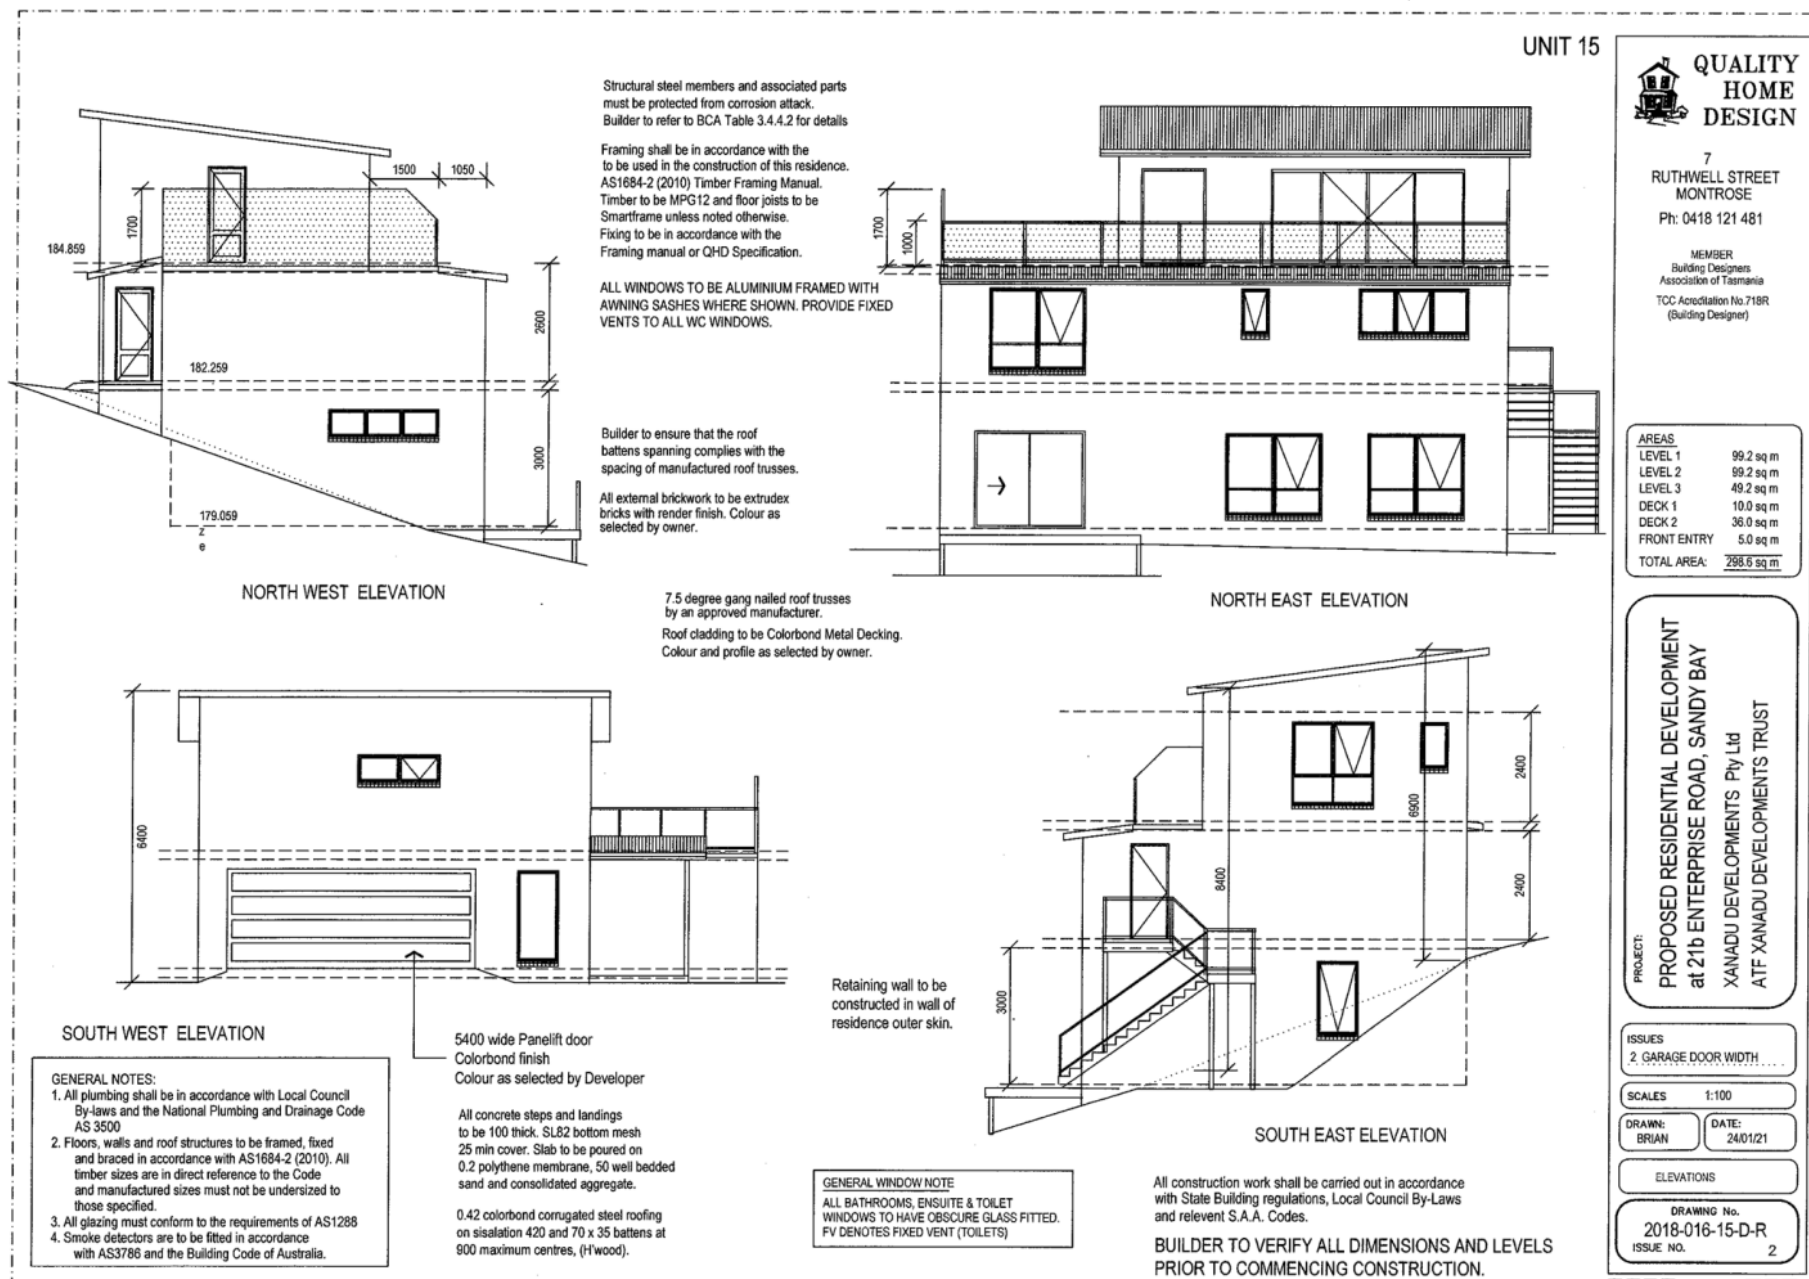 UNIT 15
QUALITY
HOME
DESIGN
7
RUTHWELL STREET
MONTROSE
Ph: 0418 121 481
MEMBER
Building Designers
Association of Tasmania
TCC Acreditation No.718R
(Building Designer)
AREAS
LEVEL 1 99.2 sq m
LEVEL 2 99.2 sq m
LEVEL 3 49.2 sq m
DECK 1 10.0 sq m
DECK 2 36.0 sq m
FRONT ENTRY 5.0 sq m
TOTAL AREA: 298.6 sq m
PROJECT:
PROPOSED RESIDENTIAL DEVELOPMENT
at 21b ENTERPRISE ROAD, SANDY BAY
XANADU DEVELOPMENTS Pty Ltd
ATF XANADU DEVELOPMENTS TRUST
ISSUES
2 GARAGE DOOR WIDTH
SCALES 1:100
DRAWN:
BRIAN
DATE:
24/01/21
ELEVATIONS
DRAWING No.
2018-016-15-D-R
ISSUE NO. 2
Structural steel members and associated parts
must be protected from corrosion attack.
Builder to refer to BCA Table 3.4.4.2 for details
Framing shall be in accordance with the
to be used in the construction of this residence.
AS1684-2 (2010) Timber Framing Manual.
Timber to be MPG12 and floor joists to be
Smartframe unless noted otherwise.
Fixing to be in accordance with the
Framing manual or QHD Specification.
ALL WINDOWS TO BE ALUMINIUM FRAMED WITH
AWNING SASHES WHERE SHOWN. PROVIDE FIXED
VENTS TO ALL WC WINDOWS.
Builder to ensure that the roof
battens spanning complies with the
spacing of manufactured roof trusses.
All external brickwork to be extrudex
bricks with render finish. Colour as
selected by owner.
7.5 degree gang nailed roof trusses
by an approved manufacturer.
Roof cladding to be Colorbond Metal Decking.
Colour and profile as selected by owner.
1500
1050
1700
184.859
2600
182.259
3000
179.059
z
e
NORTH WEST ELEVATION
1700
1000
NORTH EAST ELEVATION
6400
SOUTH WEST ELEVATION
5400 wide Panelift door
Colorbond finish
Colour as selected by Developer
2400
6900
8400
2400
3000
Retaining wall to be
constructed in wall of
residence outer skin.
SOUTH EAST ELEVATION
GENERAL NOTES:
1. All plumbing shall be in accordance with Local Council
By-laws and the National Plumbing and Drainage Code
AS 3500
2. Floors, walls and roof structures to be framed, fixed
and braced in accordance with AS1684-2 (2010). All
timber sizes are in direct reference to the Code
and manufactured sizes must not be undersized to
those specified.
3. All glazing must conform to the requirements of AS1288
4. Smoke detectors are to be fitted in accordance
with AS3786 and the Building Code of Australia.
All concrete steps and landings
to be 100 thick. SL82 bottom mesh
25 min cover. Slab to be poured on
0.2 polythene membrane, 50 well bedded
sand and consolidated aggregate.
0.42 colorbond corrugated steel roofing
on sisalation 420 and 70 x 35 battens at
900 maximum centres, (H'wood).
GENERAL WINDOW NOTE
ALL BATHROOMS, ENSUITE & TOILET
WINDOWS TO HAVE OBSCURE GLASS FITTED.
FV DENOTES FIXED VENT (TOILETS)
All construction work shall be carried out in accordance
with State Building regulations, Local Council By-Laws
and relevent S.A.A. Codes.
BUILDER TO VERIFY ALL DIMENSIONS AND LEVELS
PRIOR TO COMMENCING CONSTRUCTION.